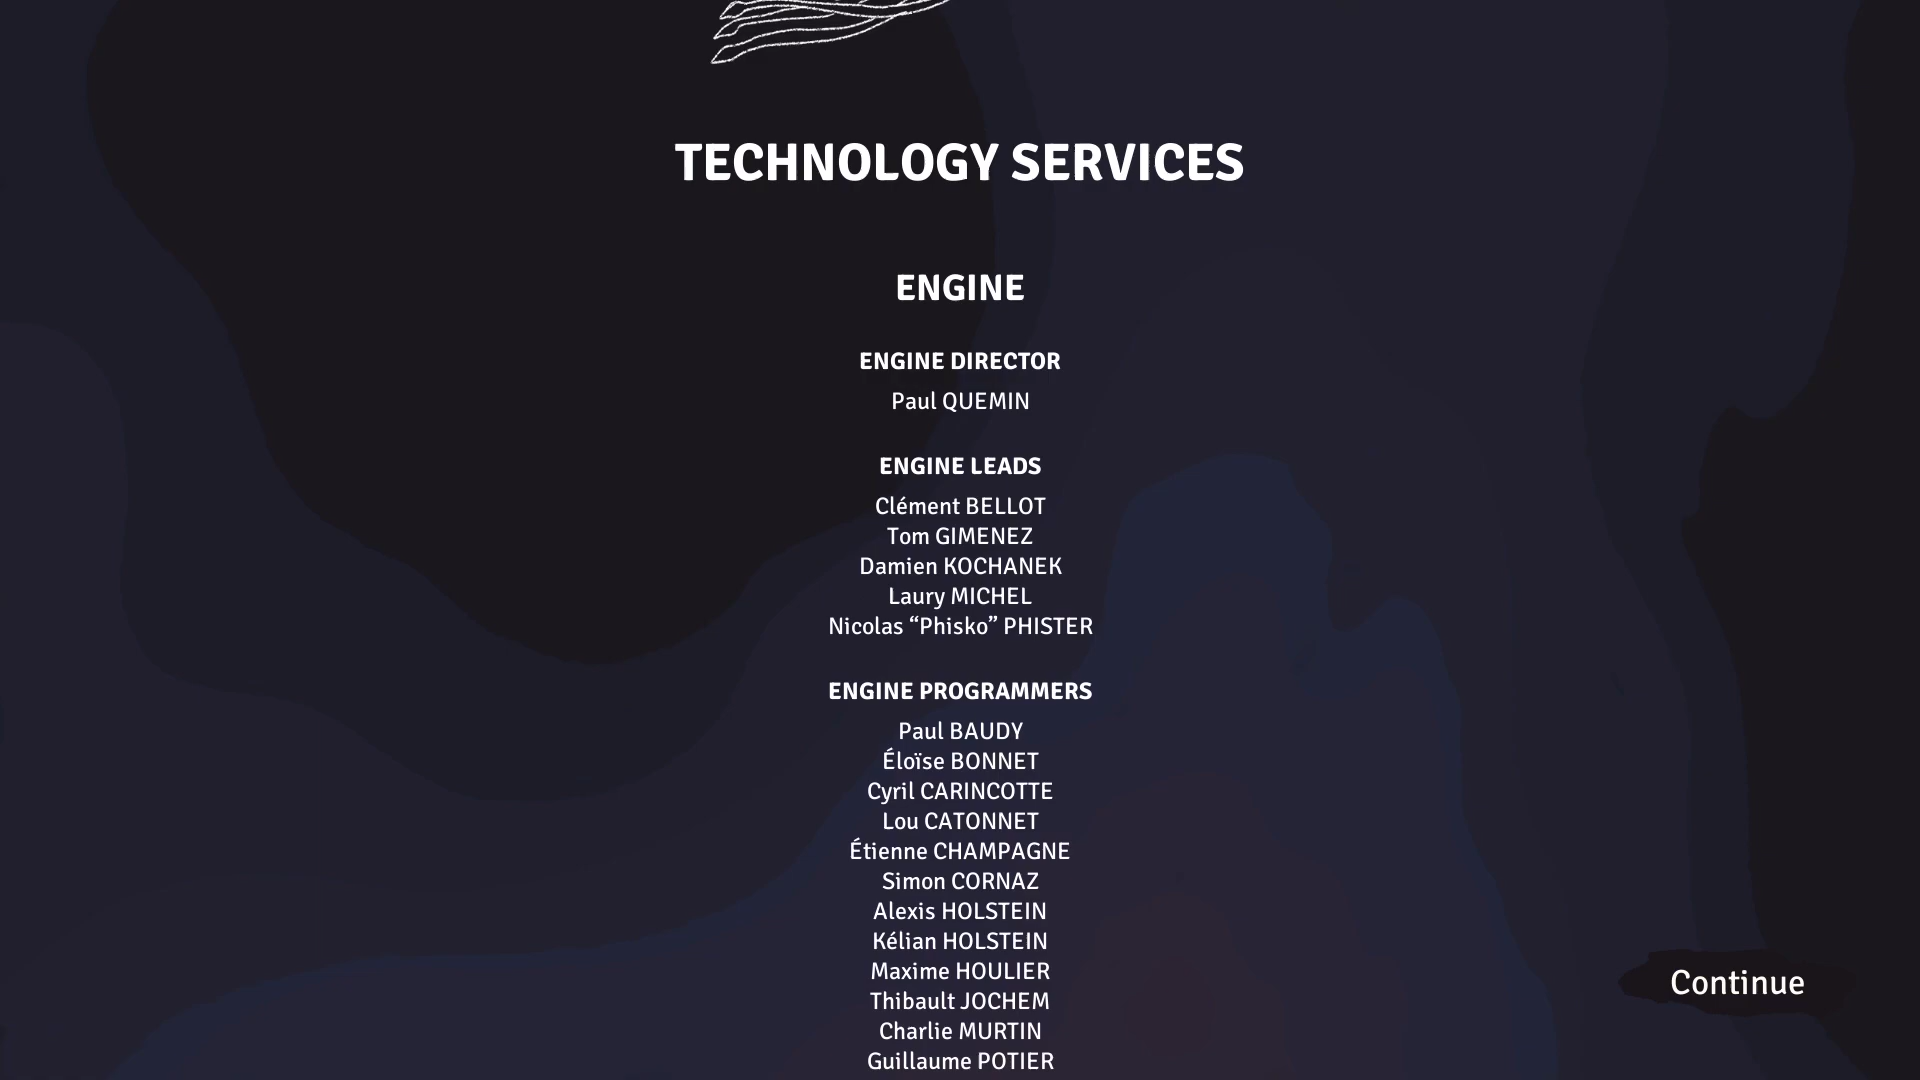 TECHNOLOGY SERVICES
ENGINE
ENGINE DIRECTOR
Paul QUEMIN
ENGINE LEADS
Clément BELLOT
Tom GIMENEZ
Damien KOCHANEK
Laury MICHEL
Nicolas “Phisko” PHISTER
ENGINE PROGRAMMERS
Paul BAUDY
Éloïse BONNET
Cyril CARINCOTTE
Lou CATONNET
Étienne CHAMPAGNE
Simon CORNAZ
Alexis HOLSTEIN
Kélian HOLSTEIN
Maxime HOULIER
Thibault JOCHEM
Charlie MURTIN
Guillaume POTIER
Continue